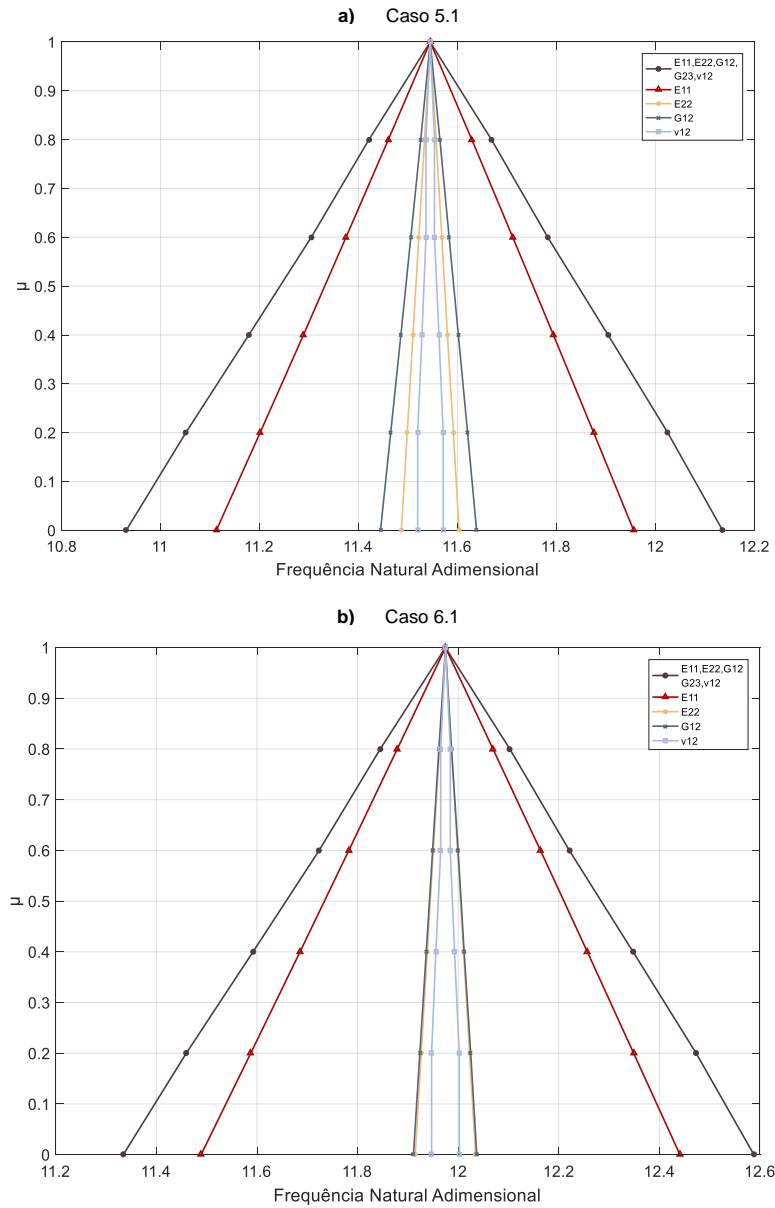 a) Caso 5.1
1
0.9
0.8
0.7
0.6
0.5
0.4
0.3
0.2
0.1
0
μ
E11,E22,G12,
G23,v12
E11
E22
G12
v12
10.8 11 11.2 11.4 11.6 11.8 12 12.2
Frequência Natural Adimensional
b) Caso 6.1
1
0.9
0.8
0.7
0.6
0.5
0.4
0.3
0.2
0.1
0
μ
E11,E22,G12
G23,v12
E11
E22
G12
v12
11.2 11.4 11.6 11.8 12 12.2 12.4 12.6
Frequência Natural Adimensional